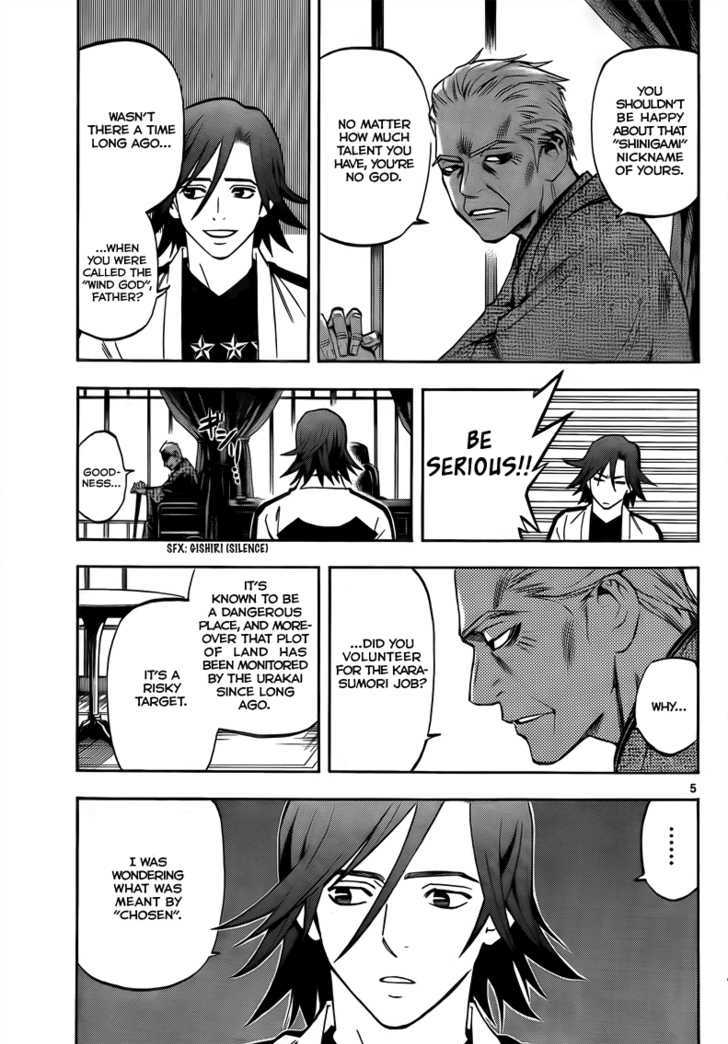 YOU
SHOULDN'T
BE HAPPY
ABOUT THAT
"SHINIGAMI"
NICKNAME
OF YOURS.
NO MATTER
HOW MUCH
TALENT YOU
HAVE, YOU'RE
NO GOD.
WASN'T
THERE A TIME
LONG AGO...
...WHEN
YOU WERE
CALLED THE
"WIND GOD",
FATHER?
BE
SERIOUS!!
ギシリ
GOOD-
NESS...
SFX: GISHIRI (SILENCE)
WHY...
...DID YOU
VOLUNTEER
FOR THE KARA-
SUMORI JOB?
IT'S
KNOWN TO BE
A DANGEROUS
PLACE, AND MORE-
OVER THAT PLOT
OF LAND HAS
BEEN MONITORED
BY THE URAKAI
SINCE LONG
AGO.
IT'S A
RISKY
TARGET.
5
......
I WAS
WONDERING
WHAT WAS
MEANT BY
"CHOSEN".